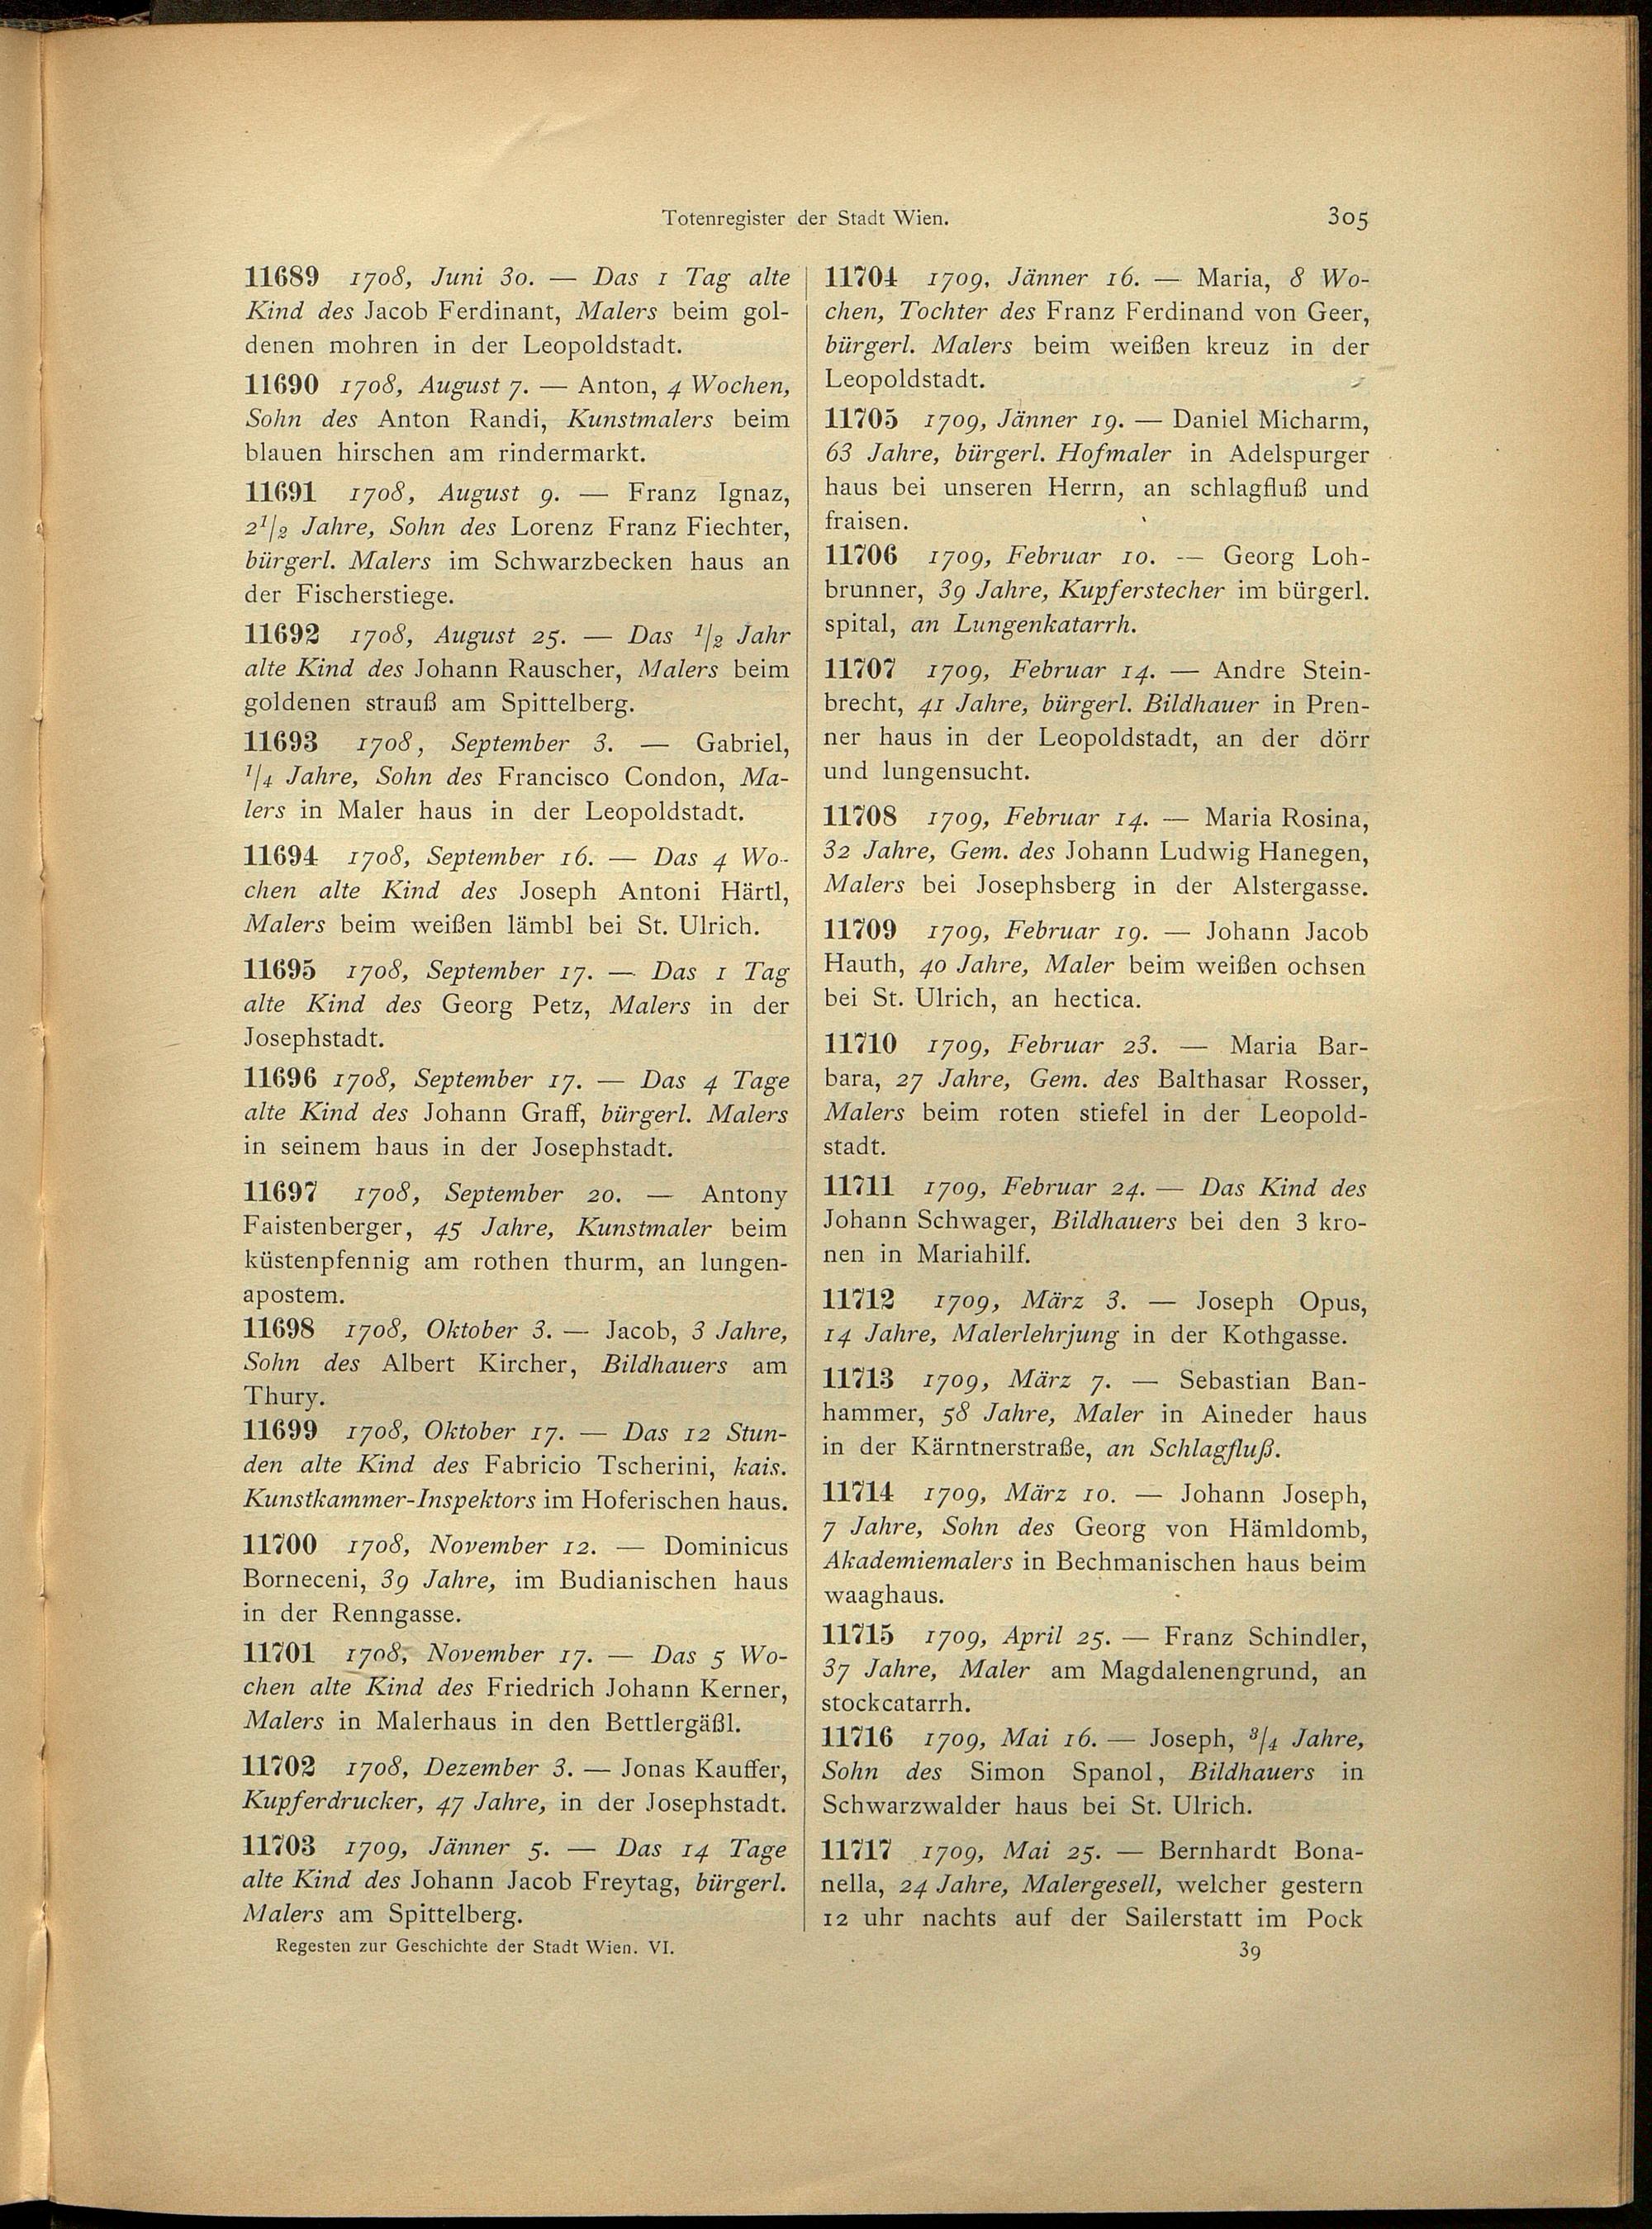 Totenregister der Stadt Wien.
305
11689 1708, Juni 30. — Das 1 Tag alte
Kind des Jacob Ferdinant, Malers beim gol-
denen mohren in der Leopoldstadt.
11690 1708, August 7. — Anton, 4 Wochen,
Sohn des Anton Randi, Kunstmalers beim
blauen hirschen am rindermarkt.
11691 1708, August 9. — Franz Ignaz,
2 1/2 Jahre, Sohn des Lorenz Franz Fiechter,
bürgerl. Malers im Schwarzbecken haus an
der Fischerstiege.
11692 1708, August 25. — Das 1/2 Jahr
alte Kind des Johann Rauscher, Malers beim
goldenen strauß am Spittelberg.
11693 1708, September 3. — Gabriel,
1/4 Jahre, Sohn des Francisco Condon, Ma-
lers in Maler haus in der Leopoldstadt.
11694 1708, September 16. — Das 4 Wo-
chen alte Kind des Joseph Antoni Härtl,
Malers beim weißen lämbl bei St. Ulrich.
11695 1708, September 17. — Das 1 Tag
alte Kind des Georg Petz, Malers in der
Josephstadt.
11696 1708, September 17. — Das 4 Tage
alte Kind des Johann Graff, bürgerl. Malers
in seinem haus in der Josephstadt.
11697 1708, September 20. — Antony
Faistenberger, 45 Jahre, Kunstmaler beim
küstenpfennig am rothen thurm, an lungen-
apostem.
11698 1708, Oktober 3. — Jacob, 3 Jahre,
Sohn des Albert Kircher, Bildhauers am
Thury.
11699 1708, Oktober 17. — Das 12 Stun-
den alte Kind des Fabricio Tscherini, kais.
Kunstkammer-Inspektors im Hoferischen haus.
11700 1708, November 12. — Dominicus
Borneceni, 39 Jahre, im Budianischen haus
in der Renngasse.
11701 1708, November 17. — Das 5 Wo-
chen alte Kind des Friedrich Johann Kerner,
Malers in Malerhaus in den Bettlergäßl.
11702 1708, Dezember 3. — Jonas Kauffer,
Kupferdrucker, 47 Jahre, in der Josephstadt.
11703 1709, Jänner 5. — Das 14 Tage
alte Kind des Johann Jacob Freytag, bürgerl.
Malers am Spittelberg.
11704 1709, Jänner 16. — Maria, 8 Wo-
chen, Tochter des Franz Ferdinand von Geer,
bürgerl. Malers beim weißen kreuz in der
Leopoldstadt.
11705 1709, Jänner 19. — Daniel Micharm,
63 Jahre, bürgerl. Hofmaler in Adelspurger
haus bei unseren Herrn, an schlagfluß und
fraisen.
11706 1709, Februar 10. — Georg Loh-
brunner, 39 Jahre, Kupferstecher im bürgerl.
spital, an Lungenkatarrh.
11707 1709, Februar 14. — Andre Stein-
brecht, 41 Jahre, bürgerl. Bildhauer in Pren-
ner haus in der Leopoldstadt, an der dörr
und lungensucht.
11708 1709, Februar 14. — Maria Rosina,
32 Jahre, Gem. des Johann Ludwig Hanegen,
Malers bei Josephsberg in der Alstergasse.
11709 1709, Februar 19. — Johann Jacob
Hauth, 40 Jahre, Maler beim weißen ochsen
bei St. Ulrich, an hectica.
11710 1709, Februar 23. — Maria Bar-
bara, 27 Jahre, Gem. des Balthasar Rosser,
Malers beim roten stiefel in der Leopold-
stadt.
11711 1709, Februar 24. — Das Kind des
Johann Schwager, Bildhauers bei den 3 kro-
nen in Mariahilf.
11712 1709, März 3. — Joseph Opus,
14 Jahre, Malerlehrjung in der Kothgasse.
11713 1709, März 7. — Sebastian Ban-
hammer, 58 Jahre, Maler in Aineder haus
in der Kärntnerstraße, an Schlagfluß.
11714 1709, März 10. — Johann Joseph,
7 Jahre, Sohn des Georg von Hämldomb,
Akademiemalers in Bechmanischen haus beim
waaghaus.
11715 1709, April 25. — Franz Schindler,
37 Jahre, Maler am Magdalenengrund, an
stockcatarrh.
11716 1709, Mai 16. — Joseph, 3/4 Jahre,
Sohn des Simon Spanol, Bildhauers in
Schwarzwalder haus bei St. Ulrich.
11717 1709, Mai 25. — Bernhardt Bona-
nella, 24 Jahre, Malergesell, welcher gestern
12 uhr nachts auf der Sailerstatt im Pock
Regesten zur Geschichte der Stadt Wien. VI.
39